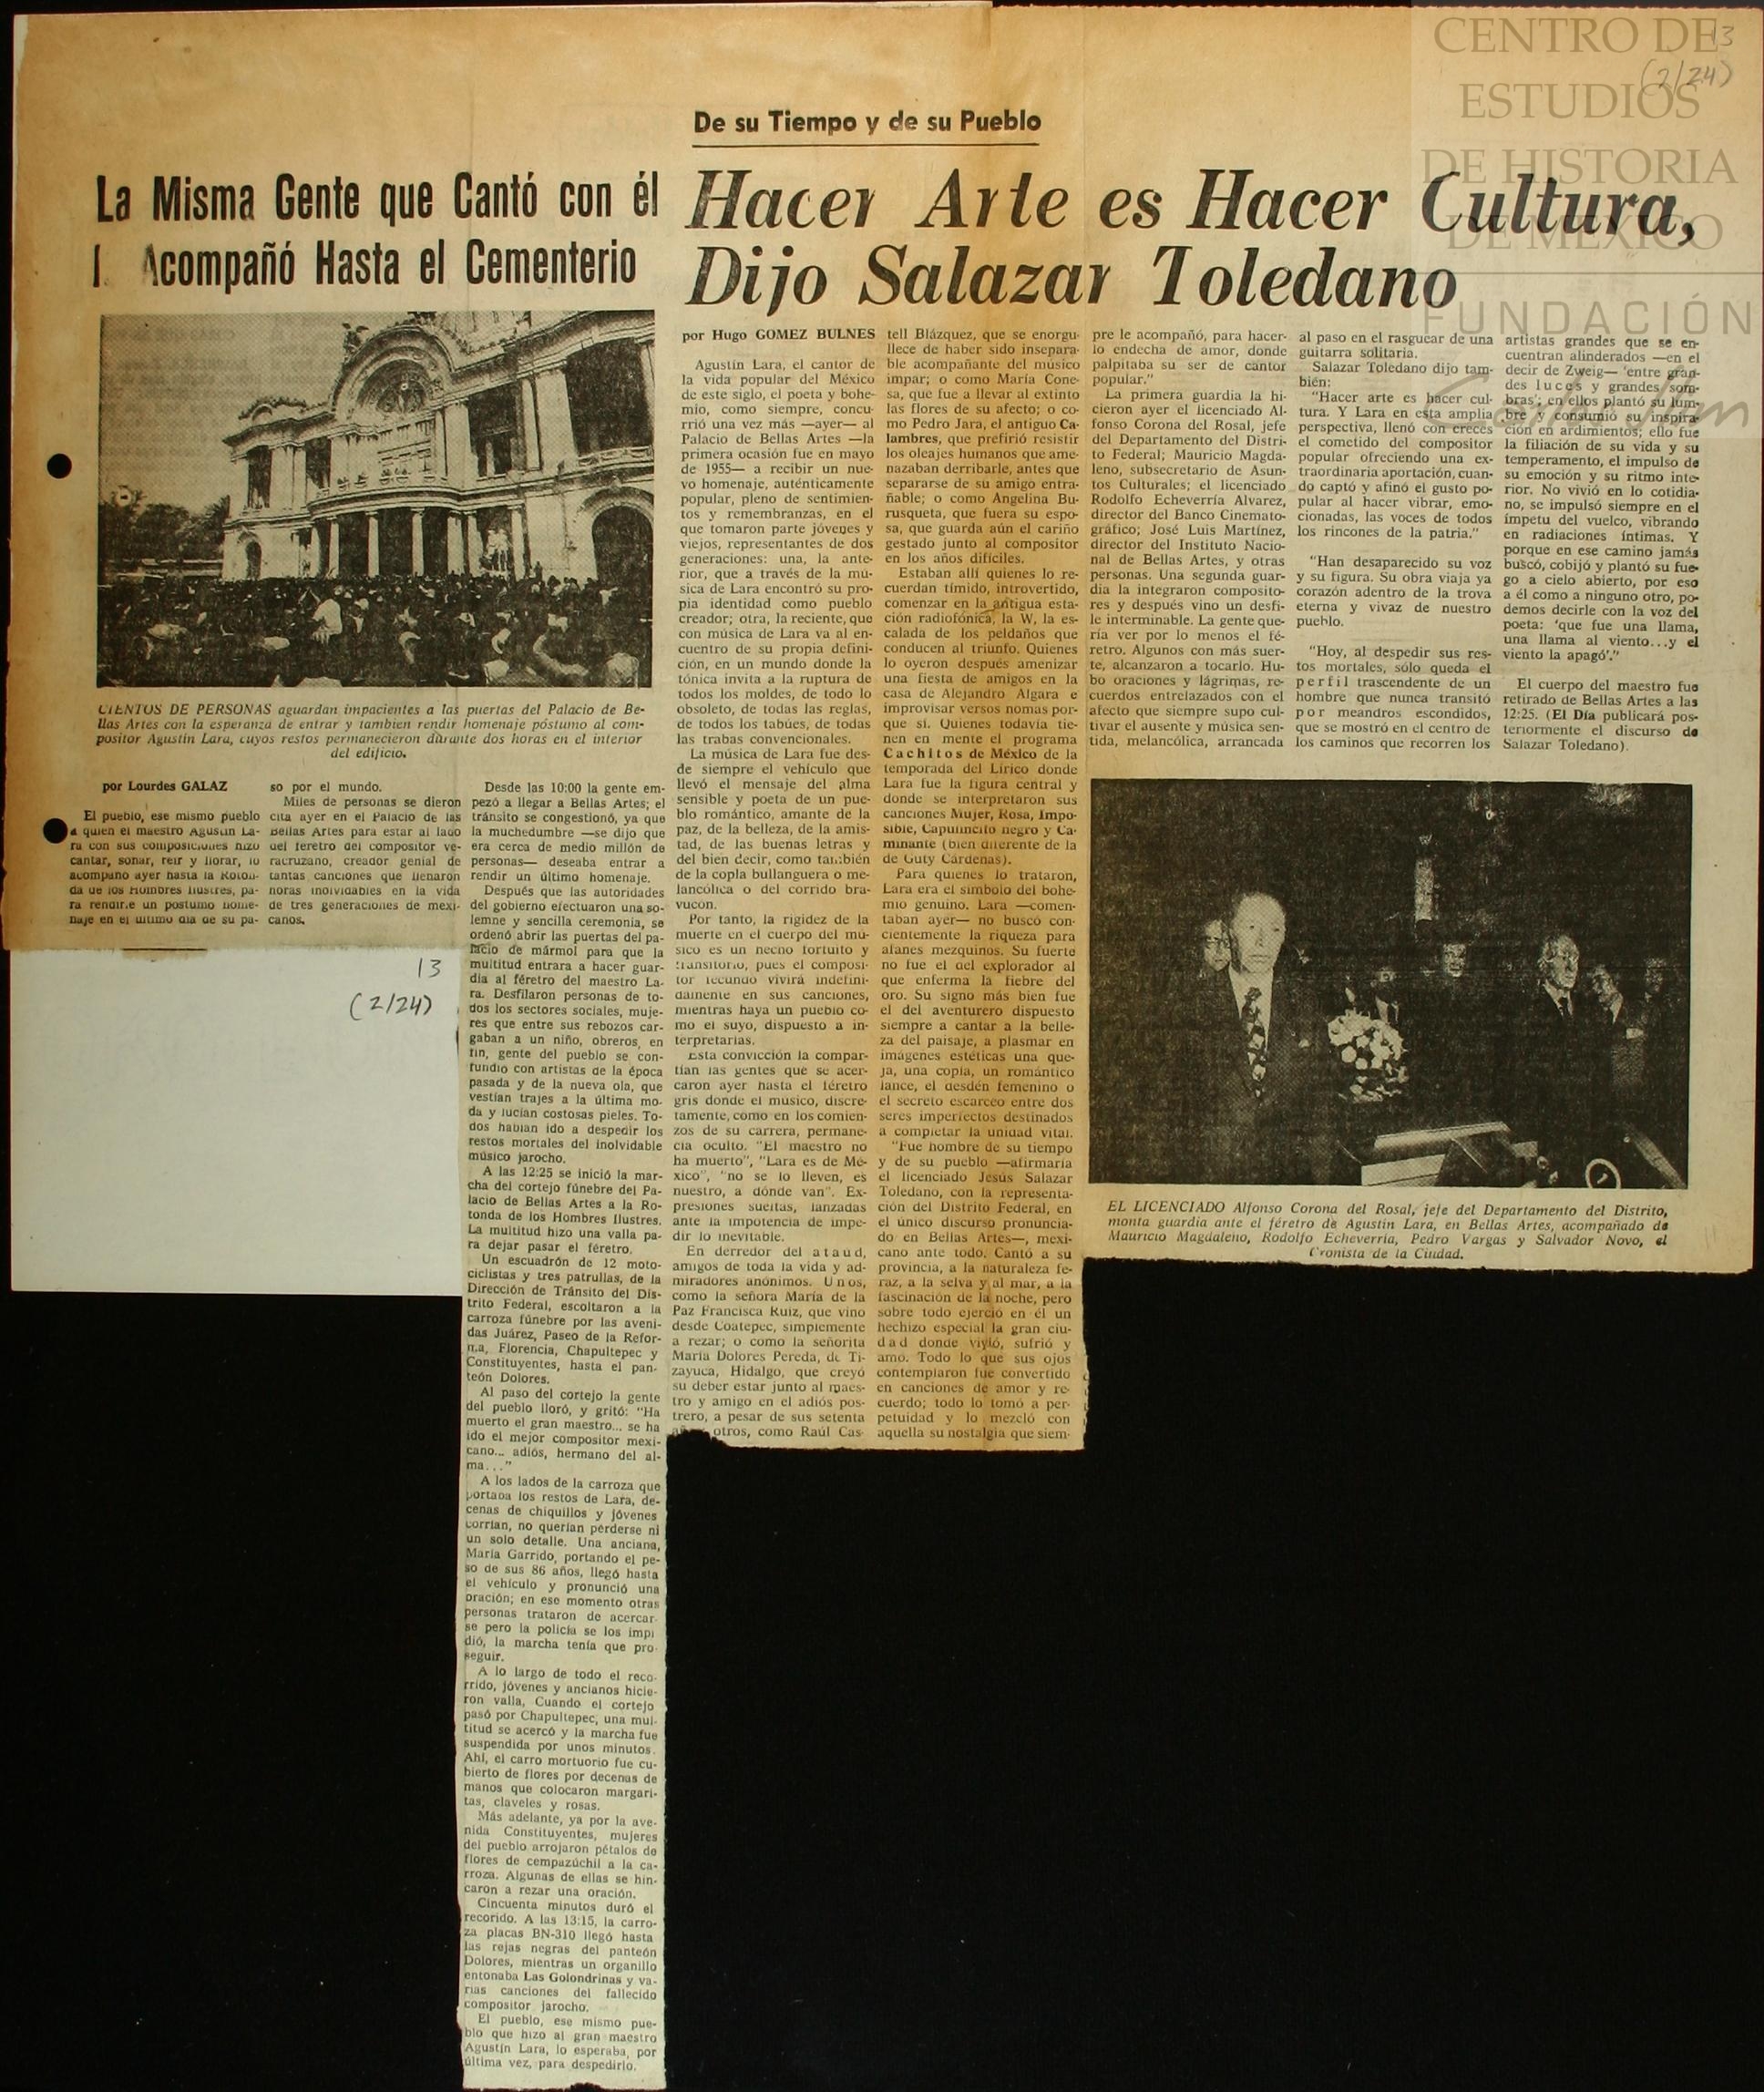 CENTRO DE
ESTUDIOS
DE HISTORIA
DE MÉXICO
FUNDACIÓN
13
(2/24)
La Misma Gente que Cantó con él
Acompañó Hasta el Cementerio
CIENTOS DE PERSONAS aguardan impacientes a las puertas del Palacio de Be-
llas Artes con la esperanza de entrar y tambien rendir homenaje póstumo al com-
positor Agustín Lara, cuyos restos permanecieron durante dos horas en el interior
del edificio.
por Lourdes GALAZ
El pueblo, ese mismo pueblo
a quien el maestro Agustín La-
ra con sus composiciones hizo
cantar, soñar, reír y llorar, lo
acompañó ayer hasta la Roton-
da de los Hombres Ilustres, pa-
ra rendirle un póstumo home-
naje en el último día de su pa-
so por el mundo.
Miles de personas se dieron
cita ayer en el Palacio de las
Bellas Artes para estar al lado
del féretro del compositor ve-
racruzano, creador genial de
tantas canciones que llenaron
horas inolvidables en la vida
de tres generaciones de mexi-
canos.
13
(2/24)
Desde las 10:00 la gente em-
pezó a llegar a Bellas Artes; el
tránsito se congestionó, ya que
la muchedumbre —se dijo que
era cerca de medio millón de
personas— deseaba entrar a
rendir un último homenaje.
Después que las autoridades
del gobierno efectuaron una so-
lemne y sencilla ceremonia, se
ordenó abrir las puertas del pa-
lacio de mármol para que la
multitud entrara a hacer guar-
dia al féretro del maestro La-
ra. Desfilaron personas de to-
dos los sectores sociales, muje-
res que entre sus rebozos car-
gaban a un niño, obreros, en
fin, gente del pueblo se con-
fundió con artistas de la época
pasada y de la nueva ola, que
vestían trajes a la última mo-
da y lucían costosas pieles. To-
dos habían ido a despedir los
restos mortales del inolvidable
músico jarocho.
A las 12:25 se inició la mar-
cha del cortejo fúnebre del Pa-
lacio de Bellas Artes a la Ro-
tonda de los Hombres Ilustres.
La multitud hizo una valla pa-
ra dejar pasar el féretro.
Un escuadrón de 12 moto-
ciclistas y tres patrullas, de la
Dirección de Tránsito del Dis-
trito Federal, escoltaron a la
carroza fúnebre por las aveni-
das Juárez, Paseo de la Refor-
ma, Florencia, Chapultepec y
Constituyentes, hasta el pan-
teón Dolores.
Al paso del cortejo la gente
del pueblo lloró, y gritó: "Ha
muerto el gran maestro... se ha
ido el mejor compositor mexi-
cano... adiós, hermano del al-
ma..."
A los lados de la carroza que
portaba los restos de Lara, de-
cenas de chiquillos y jóvenes
corrían, no querían perderse ni
un solo detalle. Una anciana,
María Garrido, portando el pe-
so de sus 86 años, llegó hasta
el vehículo y pronunció una
oración; en ese momento otras
personas trataron de acercar-
se pero la policía se los impi
dió, la marcha tenía que pro-
seguir.
A lo largo de todo el reco-
rrido, jóvenes y ancianos hicie-
ron valla, Cuando el cortejo
pasó por Chapultepec, una mul-
titud se acercó y la marcha fue
suspendida por unos minutos.
Ahí, el carro mortuorio fue cu-
bierto de flores por decenas de
manos que colocaron margari-
tas, claveles y rosas.
Más adelante, ya por la ave-
nida Constituyentes, mujeres
del pueblo arrojaron pétalos de
flores de cempazúchil a la ca-
rroza. Algunas de ellas se hin-
caron a rezar una oración.
Cincuenta minutos duró el
recorido. A las 13:15, la carro-
za placas BN-310 llegó hasta
las rejas negras del panteón
Dolores, mientras un organillo
entonaba Las Golondrinas y va-
rias canciones del fallecido
compositor jarocho.
El pueblo, ese mismo pue-
blo que hizo al gran maestro
Agustín Lara, lo esperaba, por
última vez, para despedirlo.
De su Tiempo y de su Pueblo
Hacer Arte es Hacer Cultura,
Dijo Salazar Toledano
por Hugo GOMEZ BULNES
Agustín Lara, el cantor de
la vida popular del México
de este siglo, el poeta y bohe-
mio, como siempre, concu-
rrió una vez más —ayer— al
Palacio de Bellas Artes —la
primera ocasión fue en mayo
de 1955— a recibir un nue-
vo homenaje, auténticamente
popular, pleno de sentimien-
tos y remembranzas, en el
que tomaron parte jóvenes y
viejos, representantes de dos
generaciones: una, la ante-
rior, que a través de la mú-
sica de Lara encontró su pro-
pia identidad como pueblo
creador; otra, la reciente, que
con música de Lara va al en-
cuentro de su propia defini-
ción, en un mundo donde la
tónica invita a la ruptura de
todos los moldes, de todo lo
obsoleto, de todas las reglas,
de todos los tabúes, de todas
las trabas convencionales.
La música de Lara fue des-
de siempre el vehículo que
llevó el mensaje del alma
sensible y poeta de un pue-
blo romántico, amante de la
paz, de la belleza, de la amis-
tad, de las buenas letras y
del bien decir, como también
de la copla bullanguera o me-
lancólica o del corrido bra-
vucón.
Por tanto, la rigidez de la
muerte en el cuerpo del mú-
sico es un hecho fortuito y
transitorio, pues el composi-
tor fecundo vivirá indefini-
damente en sus canciones,
mientras haya un pueblo co-
mo el suyo, dispuesto a in-
terpretarlas.
Esta convicción la compar-
tían las gentes que se acer-
caron ayer hasta el féretro
gris donde el músico, discre-
tamente, como en los comien-
zos de su carrera, permane-
cía oculto. "El maestro no
ha muerto", "Lara es de Mé-
xico", "no se lo lleven, es
nuestro, a dónde van". Ex-
presiones sueltas, lanzadas
ante la impotencia de impe-
dir lo inevitable.
En derredor del ataud,
amigos de toda la vida y ad-
miradores anónimos. Unos,
como la señora María de la
Paz Francisca Ruiz, que vino
desde Coatepec, simplemente
a rezar; o como la señorita
María Dolores Pereda, de Ti-
zayuca, Hidalgo, que creyó
su deber estar junto al maes-
tro y amigo en el adiós pos-
trero, a pesar de sus setenta
otros, como Raúl Cas-
tell Blázquez, que se enorgu-
llece de haber sido insepara-
ble acompañante del músico
impar; o como María Cone-
sa, que fue a llevar al extinto
las flores de su afecto; o co-
mo Pedro Jara, el antiguo Ca-
lambres, que prefirió resistir
los oleajes humanos que ame-
nazaban derribarle, antes que
separarse de su amigo entra-
ñable; o como Angelina Bu-
rusqueta, que fuera su espo-
sa, que guarda aún el cariño
gestado junto al compositor
en los años difíciles.
Estaban allí quienes lo re-
cuerdan tímido, introvertido,
comenzar en la antigua esta-
ción radiofónica, la W, la es-
calada de los peldaños que
conducen al triunfo. Quienes
lo oyeron después amenizar
una fiesta de amigos en la
casa de Alejandro Algara e
improvisar versos nomás por-
que sí. Quienes todavía tie-
nen en mente el programa
Cachitos de México de la
temporada del Lírico donde
Lara fue la figura central y
donde se interpretaron sus
canciones Mujer, Rosa, Impo-
sible, Capulincito negro y Ca-
minante (bien diferente de la
de Guty Cárdenas).
Para quienes lo trataron,
Lara era el símbolo del bohe-
mio genuino. Lara —comen-
taban ayer— no buscó con-
cientemente la riqueza para
afanes mezquinos. Su fuerte
no fue el del explorador al
que enferma la fiebre del
oro. Su signo más bien fue
el del aventurero dispuesto
siempre a cantar a la belle-
za del paisaje, a plasmar en
imágenes estéticas una que-
ja, una copla, un romántico
lance, el desdén femenino o
el secreto escarceo entre dos
seres imperfectos destinados
a completar la unidad vital.
"Fue hombre de su tiempo
y de su pueblo —afirmaría
el licenciado Jesús Salazar
Toledano, con la representa-
ción del Distrito Federal, en
el único discurso pronuncia-
do en Bellas Artes—, mexi-
cano ante todo. Cantó a su
provincia, a la naturaleza fe-
raz, a la selva y al mar, a la
fascinación de la noche, pero
sobre todo ejerció en él un
hechizo especial la gran ciu-
dad donde vivió, sufrió y
amó. Todo lo que sus ojos
contemplaron fue convertido
en canciones de amor y re-
cuerdo; todo lo tomó a per-
petuidad y lo mezcló con
aquella su nostalgia que siem-
pre le acompañó, para hacer-
lo endecha de amor, donde
palpitaba su ser de cantor
popular."
La primera guardia la hi-
cieron ayer el licenciado Al-
fonso Corona del Rosal, jefe
del Departamento del Distri-
to Federal; Mauricio Magda-
leno, subsecretario de Asun-
tos Culturales; el licenciado
Rodolfo Echeverría Alvarez,
director del Banco Cinemato-
gráfico; José Luis Martínez,
director del Instituto Nacio-
nal de Bellas Artes, y otras
personas. Una segunda guar-
dia la integraron composito-
res y después vino un desfi-
le interminable. La gente que-
ría ver por lo menos el fé-
retro. Algunos con más suer-
te, alcanzaron a tocarlo. Hu-
bo oraciones y lágrimas, re-
cuerdos entrelazados con el
afecto que siempre supo cul-
tivar el ausente y música sen-
tida, melancólica, arrancada
al paso en el rasguear de una
guitarra solitaria.
Salazar Toledano dijo tam-
bién:
"Hacer arte es hacer cul-
tura. Y Lara en esta amplia
perspectiva, llenó con creces
el cometido del compositor
popular ofreciendo una ex-
traordinaria aportación, cuan-
do captó y afinó el gusto po-
pular al hacer vibrar, emo-
cionadas, las voces de todos
los rincones de la patria."
"Han desaparecido su voz
y su figura. Su obra viaja ya
corazón adentro de la trova
eterna y vivaz de nuestro
pueblo.
"Hoy, al despedir sus res-
tos mortales, sólo queda el
perfil trascendente de un
hombre que nunca transitó
por meandros escondidos,
que se mostró en el centro de
los caminos que recorren los
artistas grandes que se en-
cuentran alinderados —en el
decir de Zweig— 'entre gran-
des luces y grandes som-
bras'; en ellos plantó su lum-
bre y consumió su inspira-
ción en ardimientos; ello fue
la filiación de su vida y su
temperamento, el impulso de
su emoción y su ritmo inte-
rior. No vivió en lo cotidia-
no, se impulsó siempre en el
ímpetu del vuelco, vibrando
en radiaciones íntimas. Y
porque en ese camino jamás
buscó, cobijó y plantó su fue-
go a cielo abierto, por eso
a él como a ninguno otro, po-
demos decirle con la voz del
poeta: 'que fue una llama,
una llama al viento...y el
viento la apagó'."
El cuerpo del maestro fue
retirado de Bellas Artes a las
12:25. (El Día publicará pos-
teriormente el discurso de
Salazar Toledano).
EL LICENCIADO Alfonso Corona del Rosal, jefe del Departamento del Distrito,
monta guardia ante el féretro de Agustín Lara, en Bellas Artes, acompañado de
Mauricio Magdaleno, Rodolfo Echeverría, Pedro Vargas y Salvador Novo, el
Cronista de la Ciudad.